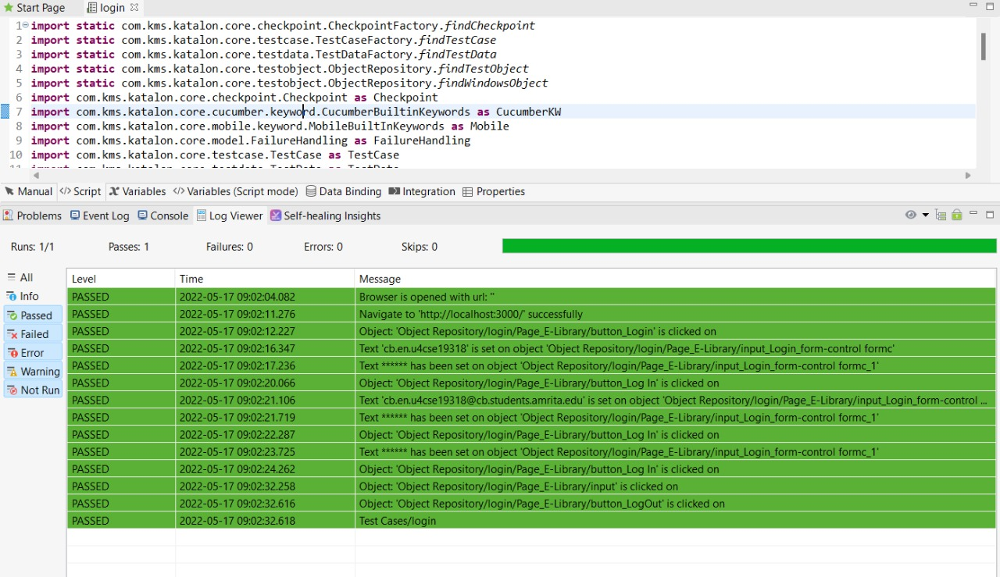 Start Page login
1 import static com.kms.katalon.core.checkpoint.CheckpointFactory.findCheckpoint
2 import static com.kms.katalon.core.testcase.TestCaseFactory.findTestCase
3 import static com.kms.katalon.core.testdata.TestDataFactory.findTestData
4 import static com.kms.katalon.core.testobject.ObjectRepository.findTestObject
5 import static com.kms.katalon.core.testobject.ObjectRepository.findWindowsObject
6 import com.kms.katalon.core.checkpoint.Checkpoint as Checkpoint
7 import com.kms.katalon.core.cucumber.keyword.CucumberBuiltinKeywords as CucumberKW
8 import com.kms.katalon.core.mobile.keyword.MobileBuiltInKeywords as Mobile
9 import com.kms.katalon.core.model.FailureHandling as FailureHandling
10 import com.kms.katalon.core.testcase.TestCase as TestCase
Manual </> Script Variables </> Variables (Script mode) Data Binding Integration Properties
Problems Event Log Console Log Viewer Self-healing Insights
Runs: 1/1 Passes: 1 Failures: 0 Errors: 0 Skips: 0
All
Info
Passed
Failed
Error
Warning
Not Run
Level Time Message
PASSED 2022-05-17 09:02:04.082 Browser is opened with url: ''
PASSED 2022-05-17 09:02:11.276 Navigate to 'http://localhost:3000/' successfully
PASSED 2022-05-17 09:02:12.227 Object: 'Object Repository/login/Page_E-Library/button_Login' is clicked on
PASSED 2022-05-17 09:02:16.347 Text 'cb.en.u4cse19318' is set on object 'Object Repository/login/Page_E-Library/input_Login_form-control formc'
PASSED 2022-05-17 09:02:17.236 Text ****** has been set on object 'Object Repository/login/Page_E-Library/input_Login_form-control formc_1'
PASSED 2022-05-17 09:02:20.066 Object: 'Object Repository/login/Page_E-Library/button_Log In' is clicked on
PASSED 2022-05-17 09:02:21.106 Text 'cb.en.u4cse19318@cb.students.amrita.edu' is set on object 'Object Repository/login/Page_E-Library/input_Login_form-control ...
PASSED 2022-05-17 09:02:21.719 Text ****** has been set on object 'Object Repository/login/Page_E-Library/input_Login_form-control formc_1'
PASSED 2022-05-17 09:02:22.287 Object: 'Object Repository/login/Page_E-Library/button_Log In' is clicked on
PASSED 2022-05-17 09:02:23.725 Text ****** has been set on object 'Object Repository/login/Page_E-Library/input_Login_form-control formc_1'
PASSED 2022-05-17 09:02:24.262 Object: 'Object Repository/login/Page_E-Library/button_Log In' is clicked on
PASSED 2022-05-17 09:02:32.258 Object: 'Object Repository/login/Page_E-Library/input' is clicked on
PASSED 2022-05-17 09:02:32.616 Object: 'Object Repository/login/Page_E-Library/button_LogOut' is clicked on
PASSED 2022-05-17 09:02:32.618 Test Cases/login